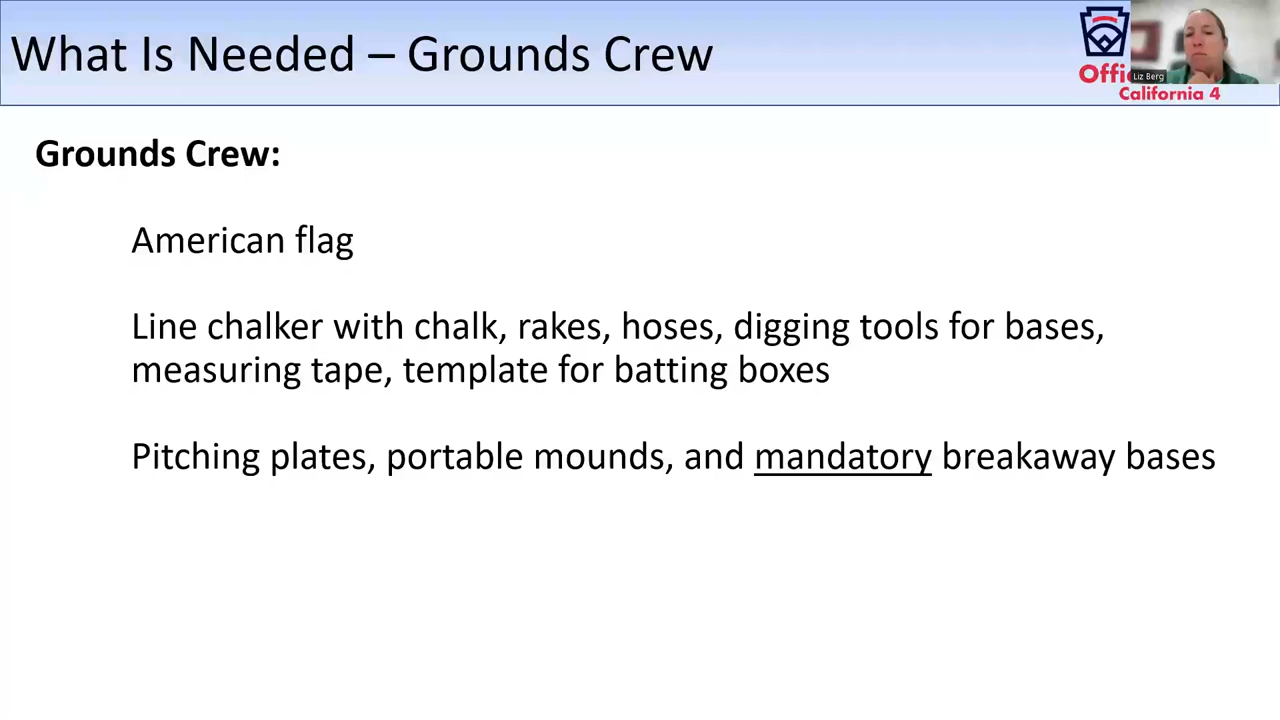 What Is Needed – Grounds Crew
Liz Berg
California 4
Grounds Crew:
American flag
Line chalker with chalk, rakes, hoses, digging tools for bases,
measuring tape, template for batting boxes
Pitching plates, portable mounds, and mandatory breakaway bases